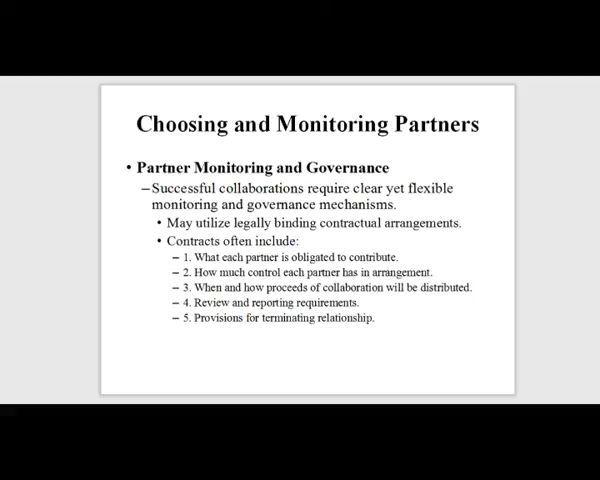 Choosing and Monitoring Partners
• Partner Monitoring and Governance
–Successful collaborations require clear yet flexible
monitoring and governance mechanisms.
• May utilize legally binding contractual arrangements.
• Contracts often include:
– 1. What each partner is obligated to contribute.
– 2. How much control each partner has in arrangement.
– 3. When and how proceeds of collaboration will be distributed.
– 4. Review and reporting requirements.
– 5. Provisions for terminating relationship.